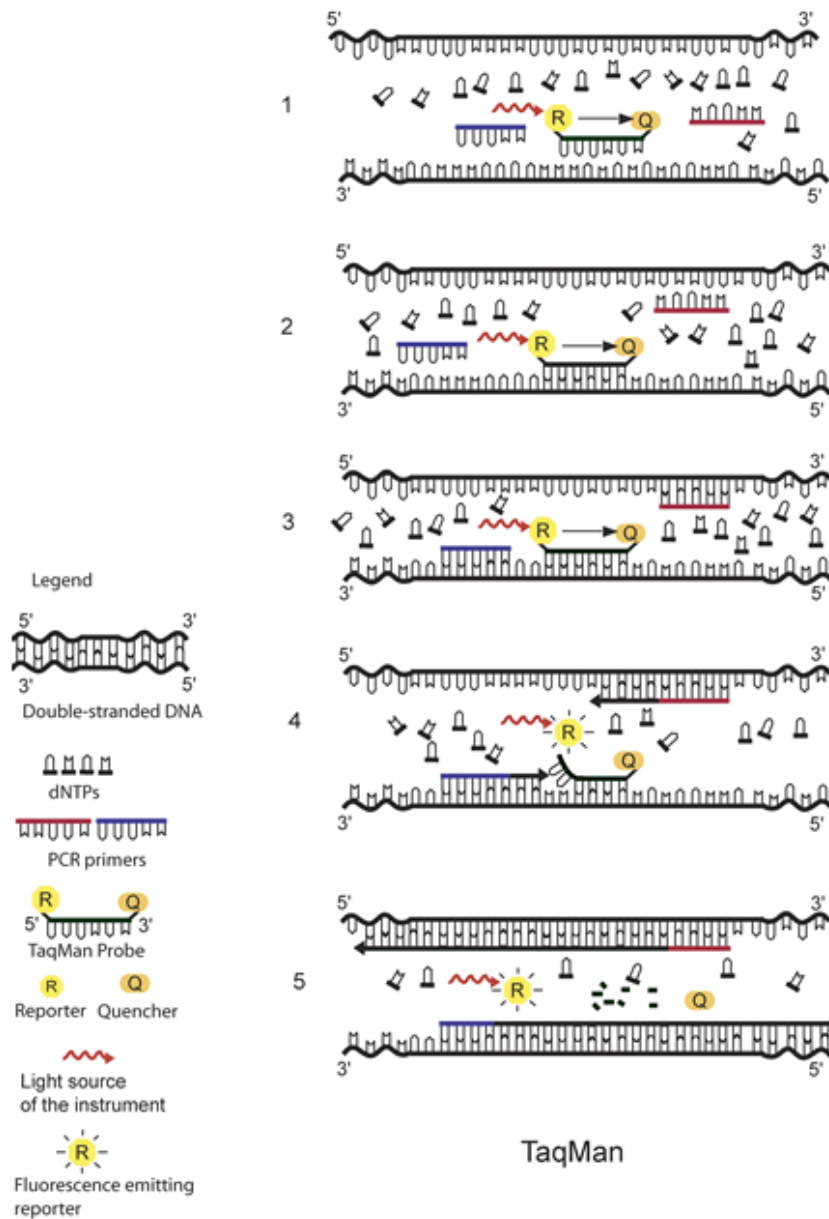 5' 3'
1
R Q
3' 5'
5' 3'
2
R Q
3' 5'
5' 3'
3
R Q
3' 5'
5' 3'
4
R
Q
3' 5'
5' 3'
5
R Q
3' 5'
TaqMan
Legend
5' 3'
3' 5'
Double-stranded DNA
dNTPs
PCR primers
R Q
5' 3'
TaqMan Probe
R Q
Reporter Quencher
Light source
of the instrument
R
Fluorescence emitting
reporter